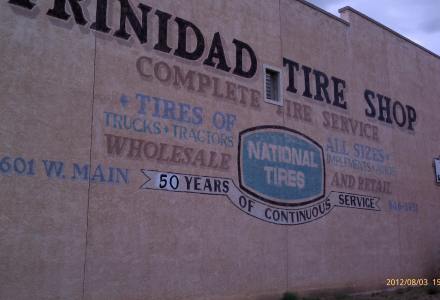 TRINIDAD TIRE SHOP
COMPLETE TIRE SERVICE
TIRES OF ALL SIZES
TRUCKS • TRACTORS
IMPLEMENTS
WHOLESALE AND RETAIL
NATIONAL
TIRES
601 W. MAIN
50 YEARS OF CONTINUOUS SERVICE
2012/08/03